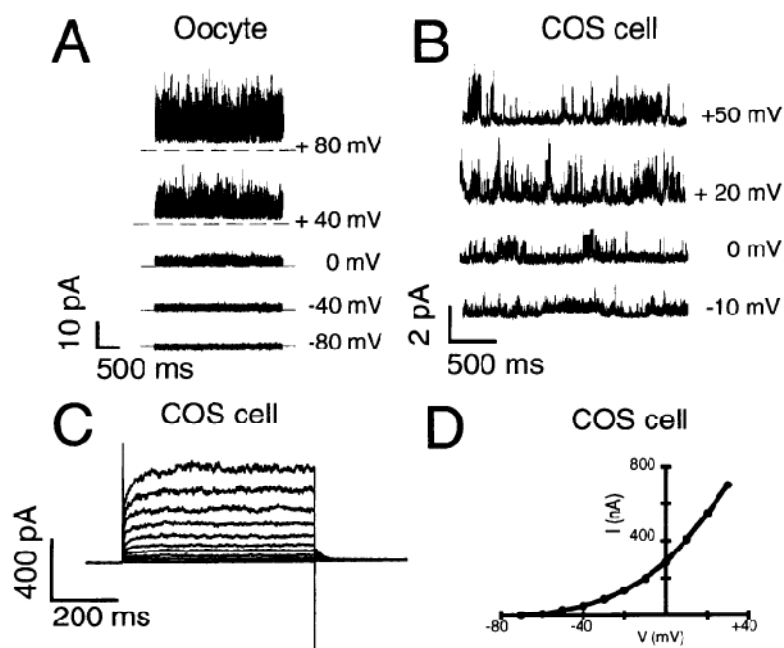 A
Oocyte
+ 80 mV
+ 40 mV
0 mV
-40 mV
-80 mV
10 pA
500 ms
B
COS cell
+50 mV
+ 20 mV
0 mV
-10 mV
2 pA
500 ms
C
COS cell
400 pA
200 ms
D
COS cell
800
I (nA)
400
-80
-40
+40
V (mV)